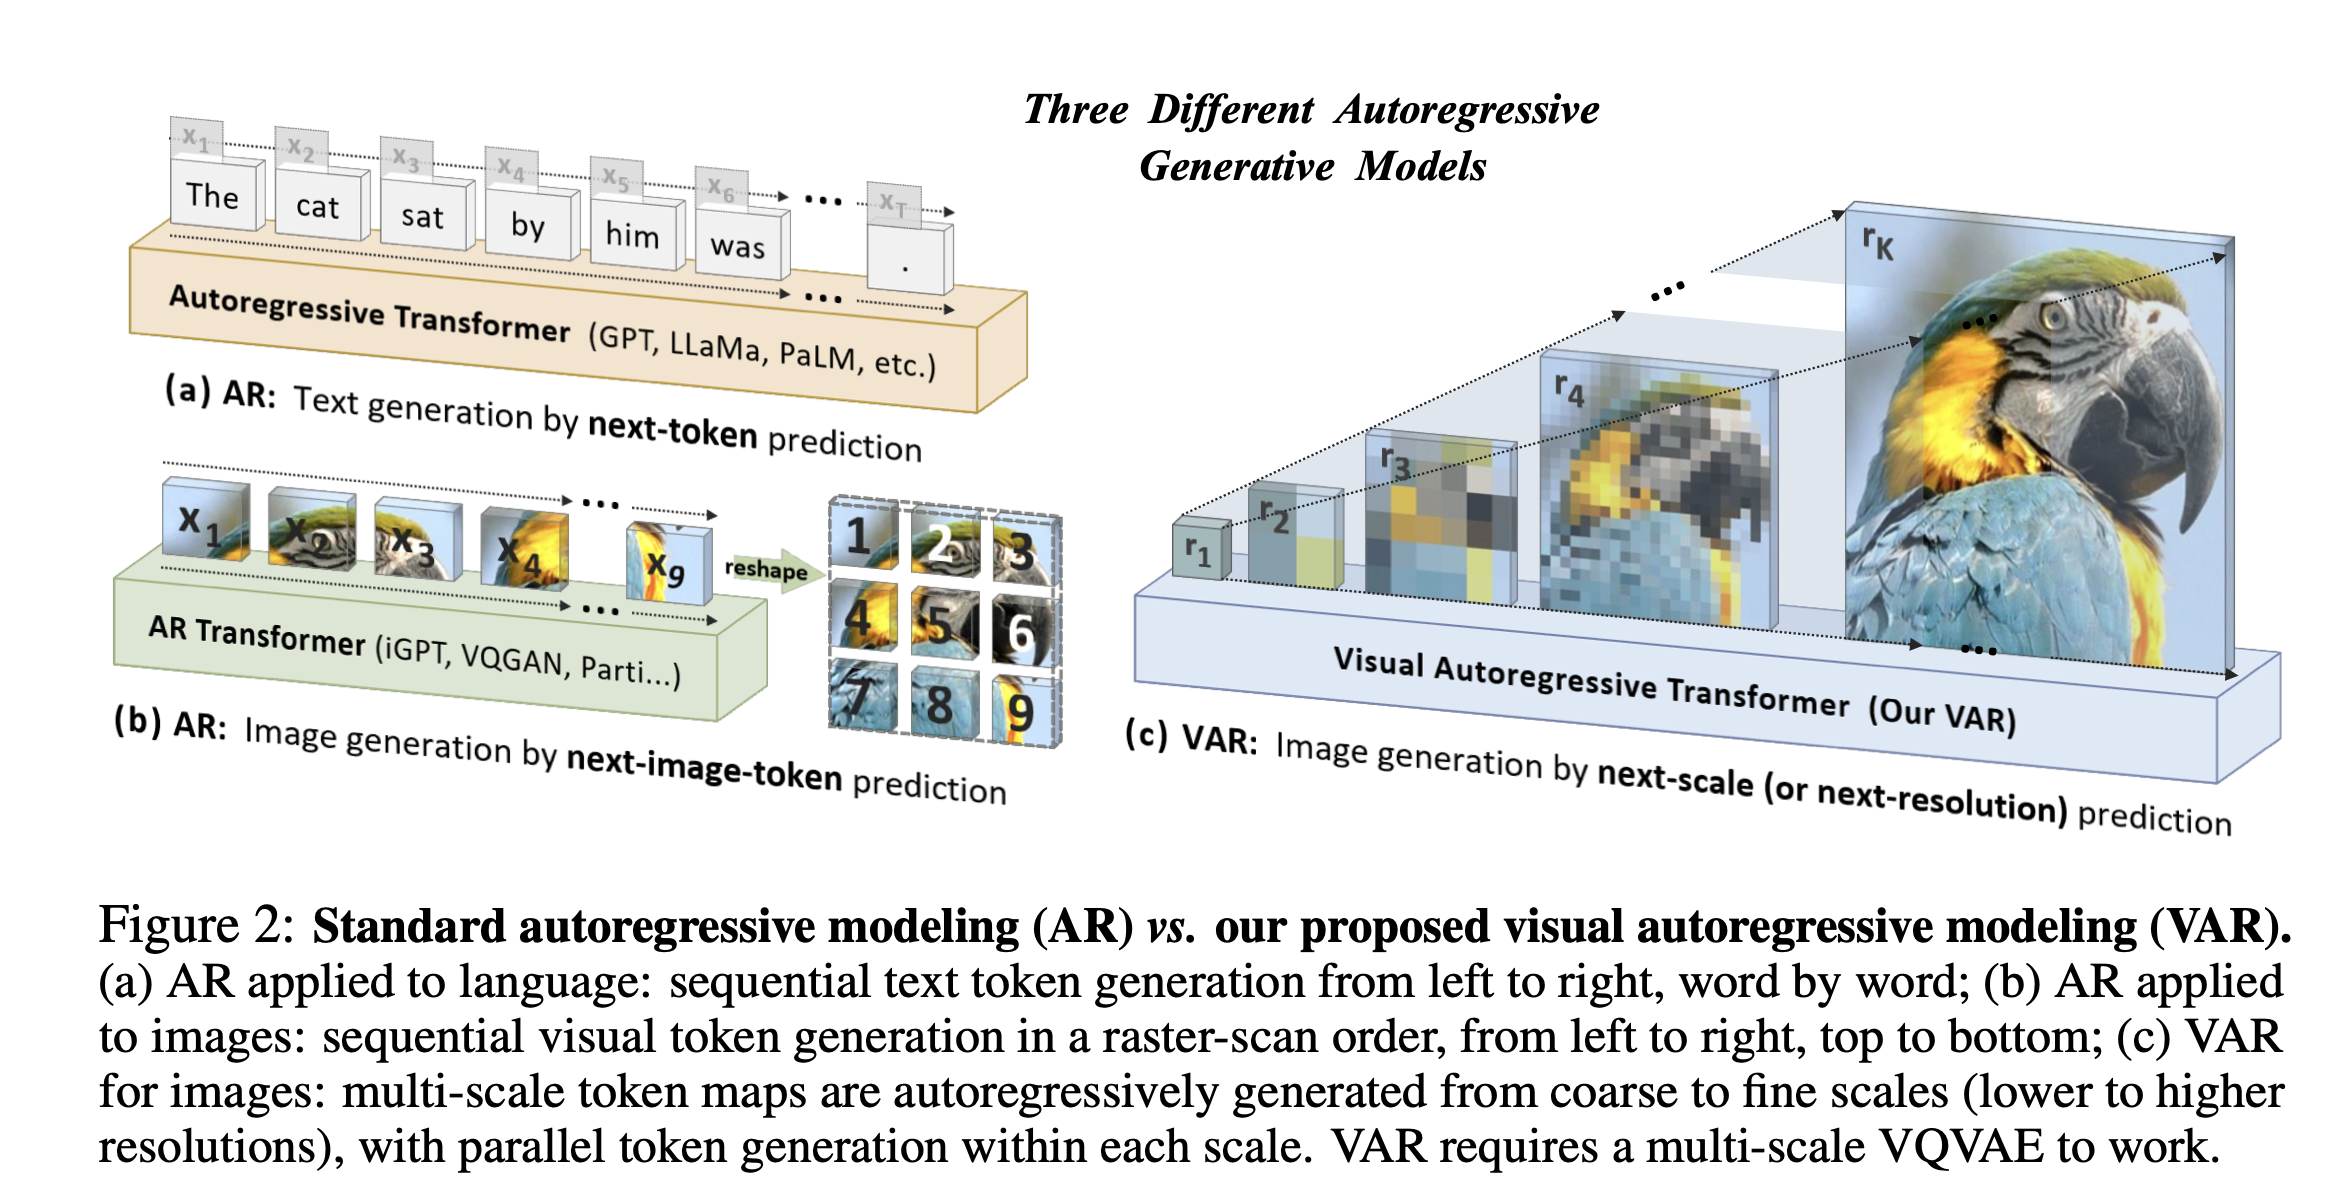 Three Different Autoregressive
Generative Models
x1 x2 x3 x4 x5 x6 ... xT
The cat sat by him was ... .
Autoregressive Transformer (GPT, LLaMa, PaLM, etc.)
(a) AR: Text generation by next-token prediction
x1 x2 x3 x4 ... x9
reshape
1 2 3
4 5 6
7 8 9
AR Transformer (iGPT, VQGAN, Parti...)
(b) AR: Image generation by next-image-token prediction
r1 r2 r3 r4 ... rK
Visual Autoregressive Transformer (Our VAR)
(c) VAR: Image generation by next-scale (or next-resolution) prediction
Figure 2: Standard autoregressive modeling (AR) vs. our proposed visual autoregressive modeling (VAR).
(a) AR applied to language: sequential text token generation from left to right, word by word; (b) AR applied
to images: sequential visual token generation in a raster-scan order, from left to right, top to bottom; (c) VAR
for images: multi-scale token maps are autoregressively generated from coarse to fine scales (lower to higher
resolutions), with parallel token generation within each scale. VAR requires a multi-scale VQVAE to work.